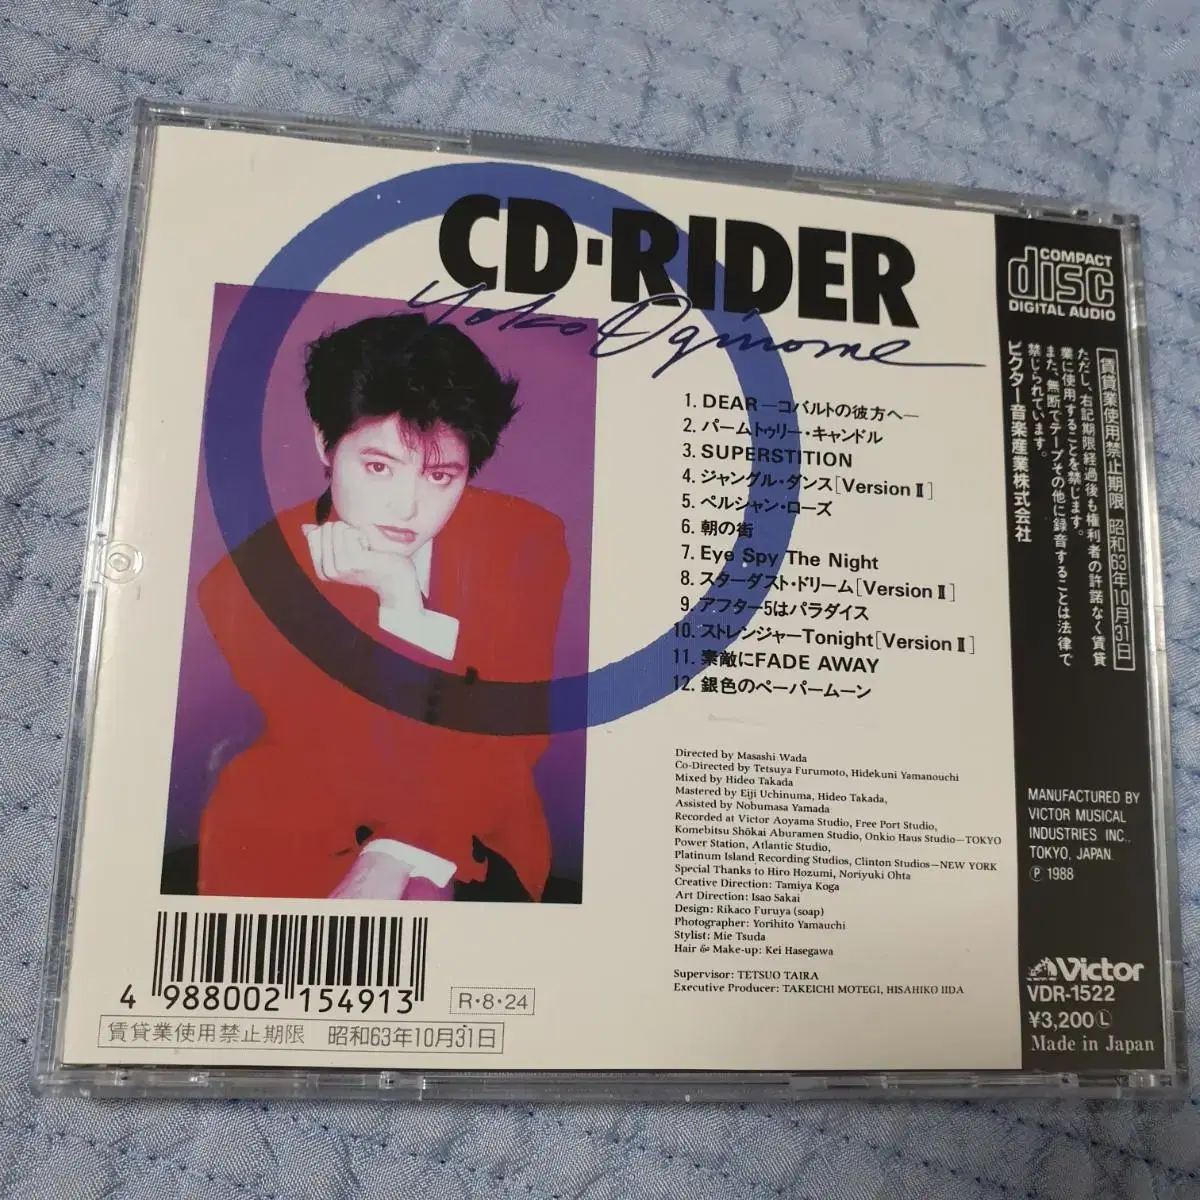 CD·RIDER
Yoko Oginome
1. DEAR—コバルトの彼方へ—
2. パームトゥリー・キャンドル
3. SUPERSTITION
4. ジャングル・ダンス[Version II]
5. ペルシャン・ローズ
6. 朝の街
7. Eye Spy The Night
8. スターダスト・ドリーム[Version II]
9. アフター5はパラダイス
10. ストレンジャーTonight[Version II]
11. 素敵にFADE AWAY
12. 銀色のペーパームーン
Directed by Masashi Wada
Co-Directed by Tetsuya Furumoto, Hidekuni Yamanouchi
Mixed by Hideo Takada
Mastered by Eiji Uchinuma, Hideo Takada,
Assisted by Nobumasa Yamada
Recorded at Victor Aoyama Studio, Free Port Studio,
Komebitsu Shōkai Aburamen Studio, Onkio Haus Studio—TOKYO
Power Station, Atlantic Studio,
Platinum Island Recording Studios, Clinton Studios—NEW YORK
Special Thanks to Hiro Hozumi, Noriyuki Ohta
Creative Direction: Tamiya Koga
Art Direction: Isao Sakai
Design: Rikaco Furuya (soap)
Photographer: Yorihito Yamauchi
Stylist: Mie Tsuda
Hair & Make-up: Kei Hasegawa
Supervisor: TETSUO TAIRA
Executive Producer: TAKEICHI MOTEGI, HISAHIKO IIDA
4 988002 154913
R・8・24
賃貸業使用禁止期限 昭和63年10月31日
COMPACT
disc
DIGITAL AUDIO
賃貸業使用禁止期限 昭和63年10月31日
ただし、右記期限経過後も権利者の許諾なく賃貸
業に使用することを禁じます。
また、無断でテープその他に録音することは法律で
禁じられています。
ビクター音楽産業株式会社
MANUFACTURED BY
VICTOR MUSICAL
INDUSTRIES. INC.,
TOKYO, JAPAN.
Ⓟ 1988
Victor
VDR-1522
¥3,200Ⓛ
Made in Japan